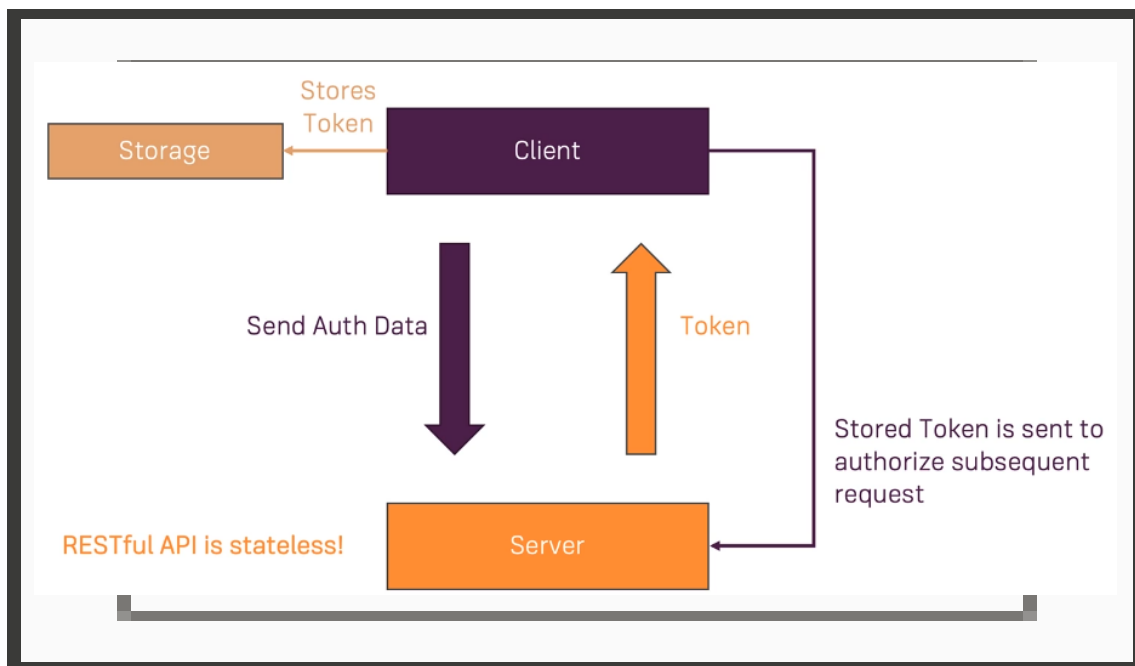 Stores
Token
Storage
Client
Send Auth Data
Token
Stored Token is sent to
authorize subsequent
request
RESTful API is stateless!
Server